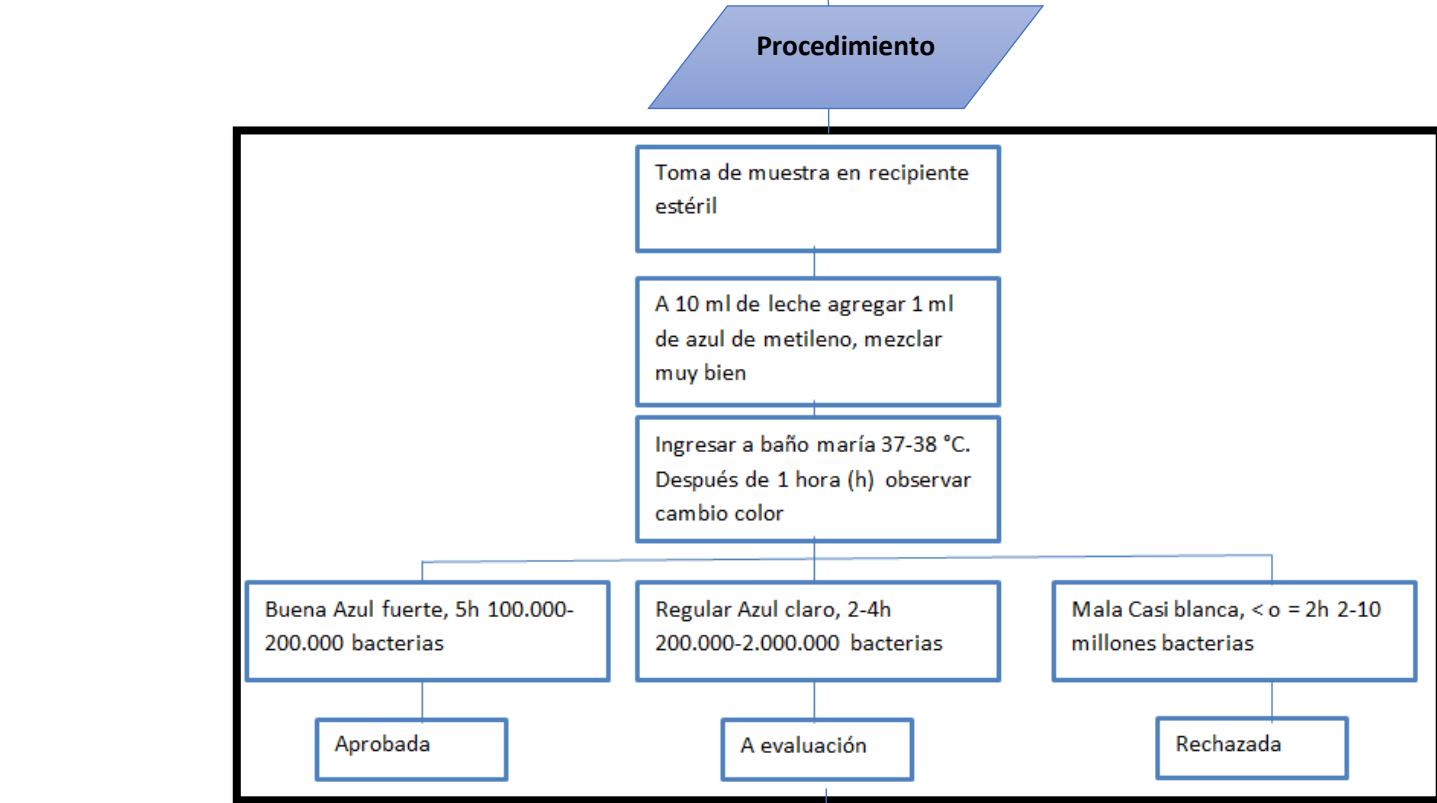 Procedimiento
Toma de muestra en recipiente
estéril
A 10 ml de leche agregar 1 ml
de azul de metileno, mezclar
muy bien
Ingresar a baño maría 37-38 °C.
Después de 1 hora (h) observar
cambio color
Buena Azul fuerte, 5h 100.000-
200.000 bacterias
Regular Azul claro, 2-4h
200.000-2.000.000 bacterias
Mala Casi blanca, < o = 2h 2-10
millones bacterias
Aprobada
A evaluación
Rechazada